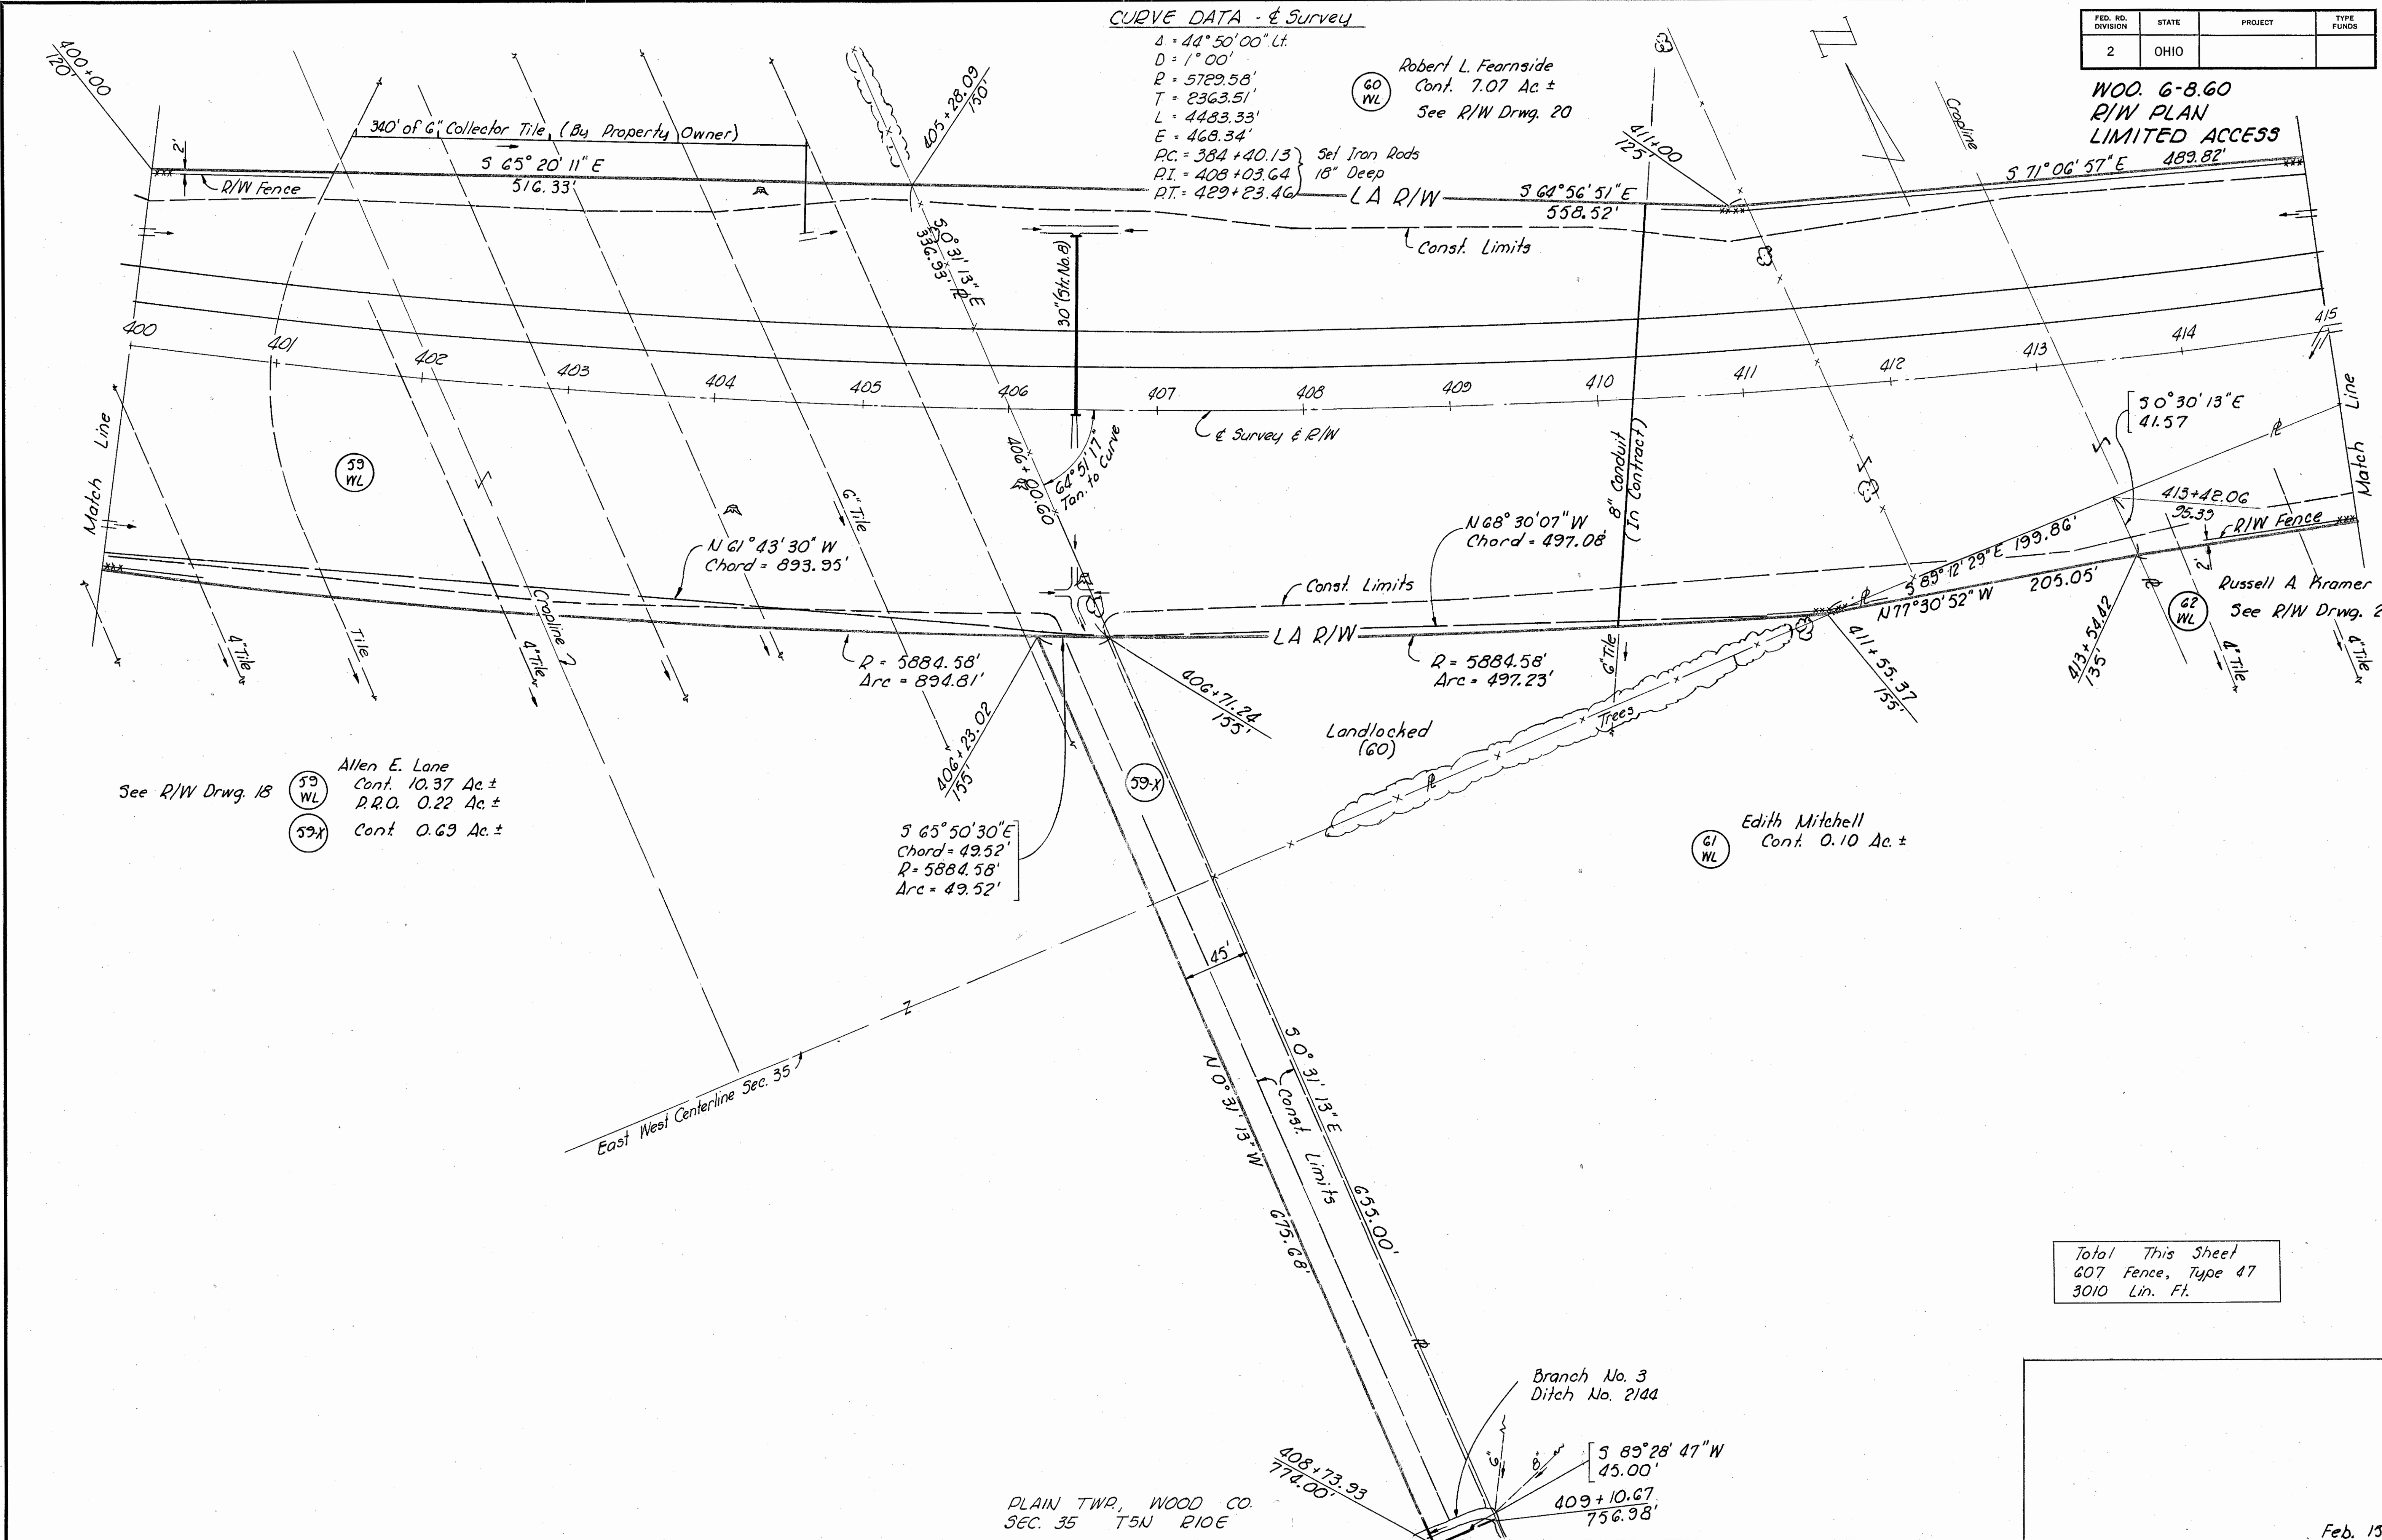 CURVE DATA - ℄ Survey
Δ = 44° 50' 00" Lt.
D = 1° 00'
R = 5729.58'
T = 2363.51'
L = 4483.33'
E = 468.34'
P.C. = 384 + 40.13
P.I. = 408 + 03.64
P.T. = 429 + 23.46
Set Iron Rods
18" Deep
60
WL
Robert L. Fearnside
Cont. 7.07 Ac ±
See R/W Drwg. 20
FED. RD. DIVISION
STATE
PROJECT
TYPE FUNDS
2
OHIO
WOO. 6-8.60
R/W PLAN
LIMITED ACCESS
400+00
120'
2'
R/W Fence
340' of 6" Collector Tile, (By Property Owner)
S 65° 20' 11" E
516.33'
405+28.09
150'
LA R/W
S 64° 56' 51" E
558.52'
411+00
125'
Cropline
S 71° 06' 57" E 489.82'
Const. Limits
S 0° 31' 13" E
336.93' ℞
30" (Str. No. 8)
400
401
402
403
404
405
406
407
408
409
410
411
412
413
414
415
Match Line
59
WL
6" Tile
406 + 00.60
64° 51' 17"
Tan. to Curve
℄ Survey & R/W
8" Conduit
(In Contract)
S 0° 30' 13" E
41.57
Match Line
413+42.06
95.39
R/W Fence
2'
N 61° 43' 30" W
Chord = 893.95'
N 68° 30' 07" W
Chord = 497.08'
Const. Limits
S 89° 12' 29" E 199.86'
N 77° 30' 52" W 205.05'
LA R/W
R = 5884.58'
Arc = 894.81'
R = 5884.58'
Arc = 497.23'
4" Tile
Tile
4" Tile
Cropline
6" Tile
406+23.02
155'
406+71.24
155'
411+55.37
155'
413+54.42
135'
62
WL
Russell A. Kramer
See R/W Drwg. 2
4" Tile
4" Tile
Landlocked
(60)
Trees
See R/W Drwg. 18
59
WL
Allen E. Lane
Cont. 10.37 Ac. ±
P.R.O. 0.22 Ac. ±
59-X
Cont 0.69 Ac. ±
59-X
S 65° 50' 30" E
Chord = 49.52'
R = 5884.58'
Arc = 49.52'
61
WL
Edith Mitchell
Cont. 0.10 Ac. ±
45'
East West Centerline Sec. 35
N 0° 31' 13" W
675.68'
Const. Limits
S 0° 31' 13" E
655.00'
Total This Sheet
607 Fence, Type 47
3010 Lin. Ft.
Branch No. 3
Ditch No. 2144
6"
8"
S 89° 28' 47" W
45.00'
408+73.93
774.00'
409+10.67
756.98'
PLAIN TWP., WOOD CO.
SEC. 35 T5N R10E